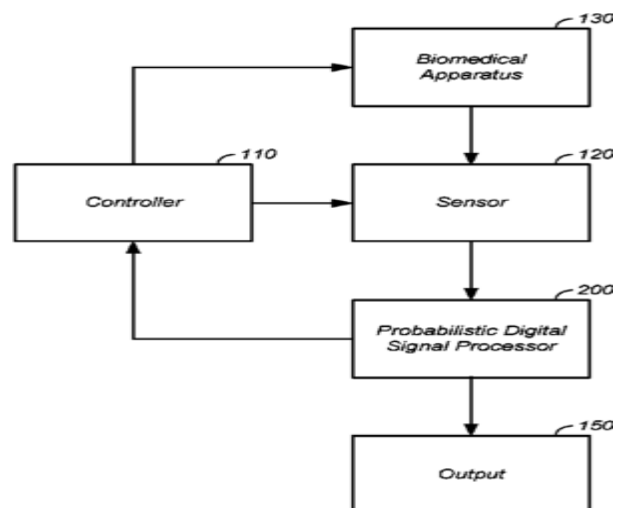 130
Biomedical
Apparatus
110
120
Controller
Sensor
200
Probabilistic Digital
Signal Processor
150
Output